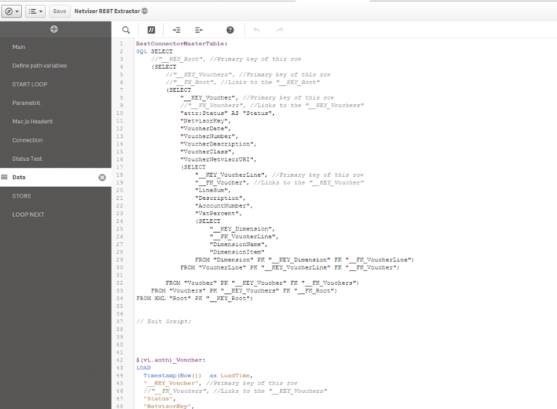 Save Netvisor REST Extractor
Main
Define path variables
START LOOP
Parametrit
Connection
Status Test
Data
STORE
LOOP NEXT
1 RestConnectorMasterTable:
2 SQL SELECT
3 //"__KEY_Root", //Primary key of this row
4 (SELECT
5 //"__KEY_Vouchers", //Primary key of this row
6 //"__FK_Root", //Links to the "__KEY_Root"
7 (SELECT
8 "__KEY_Voucher", //Primary key of this row
9 //"__FK_Vouchers", //Links to the "__KEY_Vouchers"
10 "attr:Status" AS "Status",
11 "NetvisorKey",
12 "VoucherDate",
13 "VoucherNumber",
14 "VoucherDescription",
15 "VoucherClass",
16 "VoucherNetvisorURI",
17 (SELECT
18 "__KEY_VoucherLine", //Primary key of this row
19 "__FK_Voucher", //Links to the "__KEY_Voucher"
20 "LineSum",
21 "Description",
22 "AccountNumber",
23 "VatPercent",
24 (SELECT
25 "__KEY_Dimension",
26 "__FK_VoucherLine",
27 "DimensionName",
28 "DimensionItem"
29 FROM "Dimension" PK "__KEY_Dimension" FK "__FK_VoucherLine")
30 FROM "VoucherLine" PK "__KEY_VoucherLine" FK "__FK_Voucher"),
31
32 FROM "Voucher" PK "__KEY_Voucher" FK "__FK_Vouchers")
33 FROM "Vouchers" PK "__KEY_Vouchers" FK "__FK_Root")
34 FROM XML "Root" PK "__KEY_Root";
35
36
37 // Exit Script;
38
39
40
41
42 $(vL.auth)_Voucher:
43 LOAD
44 Timestamp(Now()) as LoadTime,
45 "__KEY_Voucher", //Primary key of this row
46 //"__FK_Vouchers", //Links to the "__KEY_Vouchers"
47 "Status",
48 "NetvisorKey",